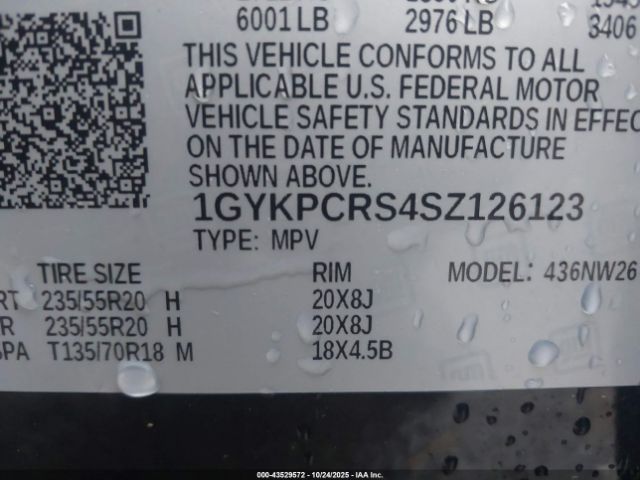 6001 LB 2976 LB 3406
THIS VEHICLE CONFORMS TO ALL
APPLICABLE U.S. FEDERAL MOTOR
VEHICLE SAFETY STANDARDS IN EFFEC
ON THE DATE OF MANUFACTURE
SHOWN ABOVE.
1GYKPCRS4SZ126123
TYPE: MPV
TIRE SIZE RIM MODEL: 436NW26
RT 235/55R20 H 20X8J
R 235/55R20 H 20X8J
SPA T135/70R18 M 18X4.5B
000-43529572 | 10/24/2025 | IAA Inc.